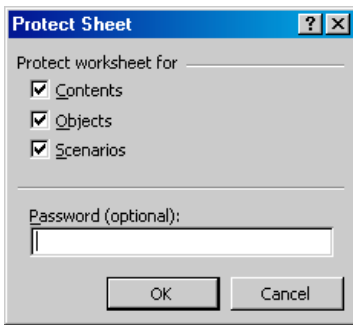 Protect Sheet
Protect worksheet for
Contents
Objects
Scenarios
Password (optional):
OK Cancel